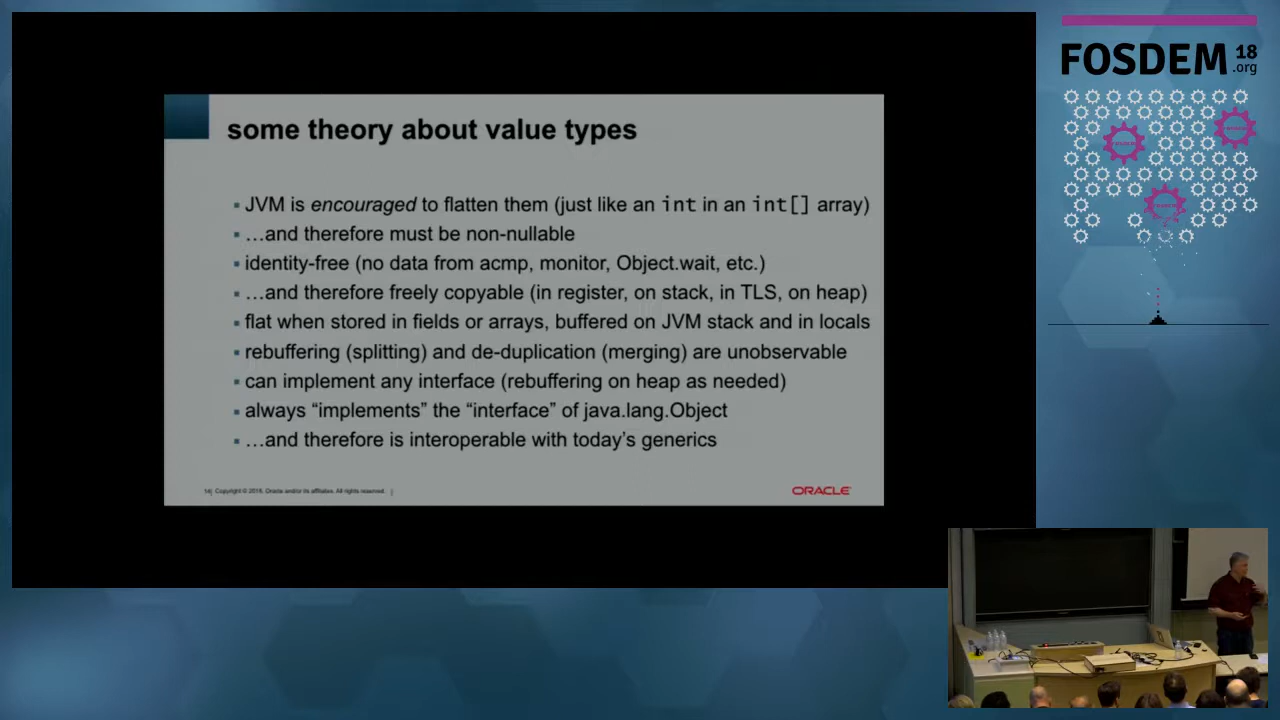 FOSDEM 18
.org
some theory about value types
JVM is encouraged to flatten them (just like an int in an int[] array)
…and therefore must be non-nullable
identity-free (no data from acmp, monitor, Object.wait, etc.)
…and therefore freely copyable (in register, on stack, in TLS, on heap)
flat when stored in fields or arrays, buffered on JVM stack and in locals
rebuffering (splitting) and de-duplication (merging) are unobservable
can implement any interface (rebuffering on heap as needed)
always “implements” the “interface” of java.lang.Object
…and therefore is interoperable with today’s generics
14| Copyright © 2018, Oracle and/or its affiliates. All rights reserved. |
ORACLE